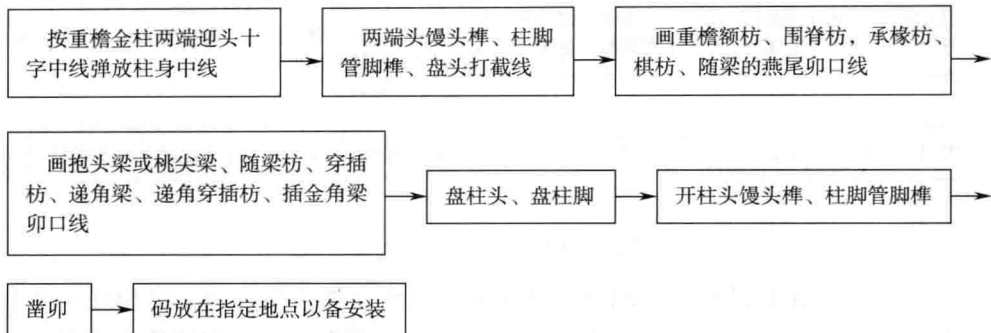 按重檐金柱两端迎头十
字中线弹放柱身中线
两端头馒头榫、柱脚
管脚榫、盘头打截线
画重檐额枋、围脊枋，承椽枋、
棋枋、随梁的燕尾卯口线
画抱头梁或桃尖梁、随梁枋、穿插
枋、递角梁、递角穿插枋、插金角梁
卯口线
盘柱头、盘柱脚
开柱头馒头榫、柱脚管脚榫
凿卯
码放在指定地点以备安装